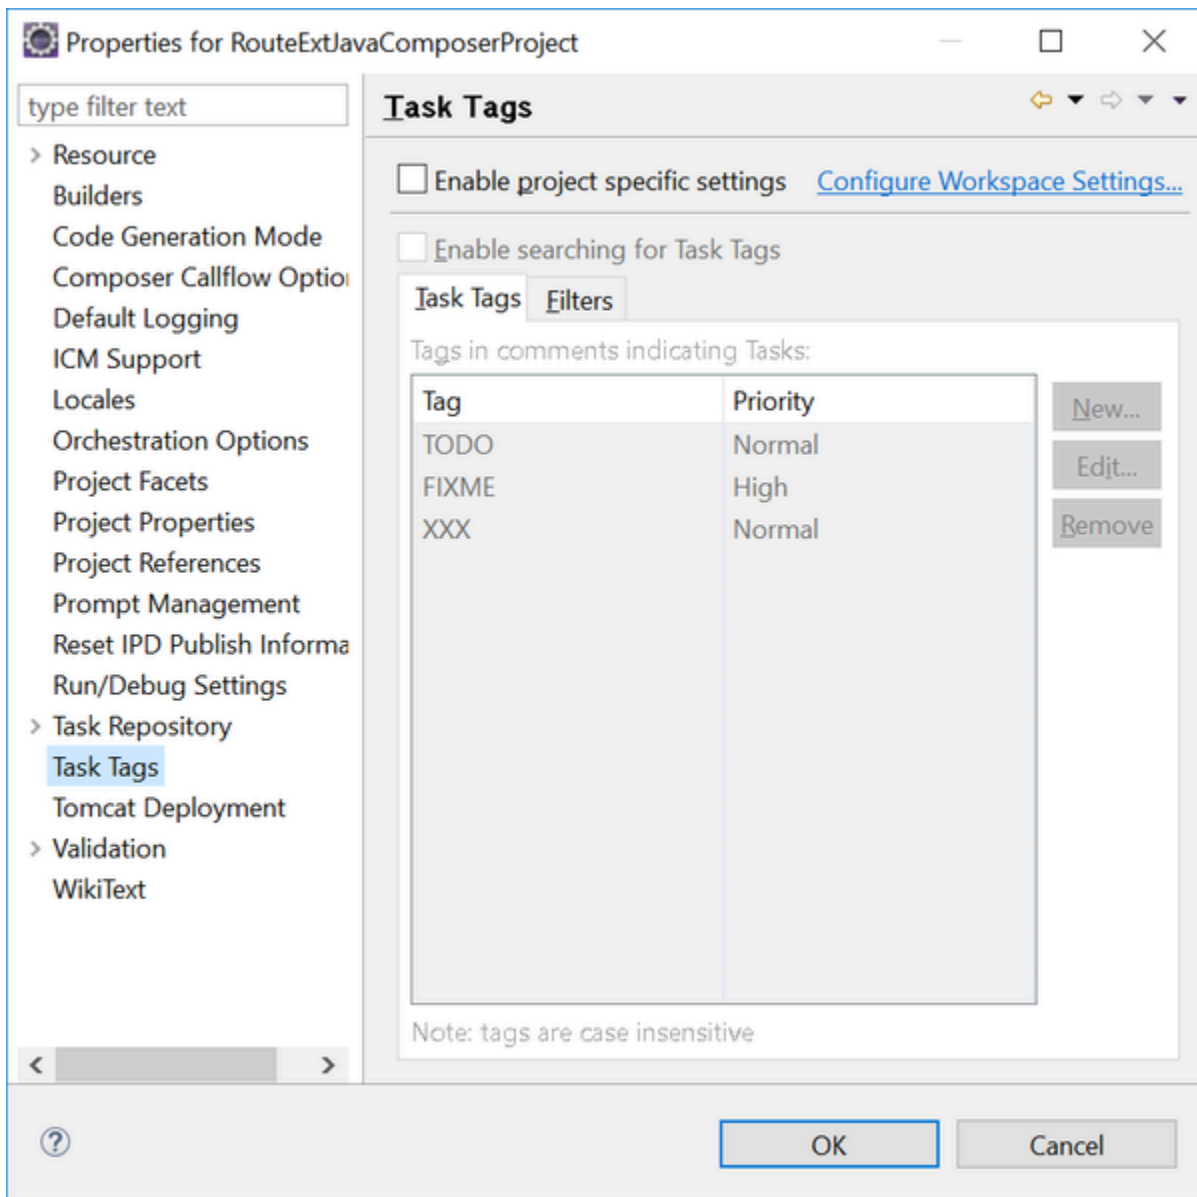 Properties for RouteExtJavaComposerProject
type filter text
Resource
Builders
Code Generation Mode
Composer Callflow Optio
Default Logging
ICM Support
Locales
Orchestration Options
Project Facets
Project Properties
Project References
Prompt Management
Reset IPD Publish Informa
Run/Debug Settings
Task Repository
Task Tags
Tomcat Deployment
Validation
WikiText
Task Tags
Enable project specific settings Configure Workspace Settings...
Enable searching for Task Tags
Task Tags Filters
Tags in comments indicating Tasks:
Tag Priority
TODO Normal
FIXME High
XXX Normal
New...
Edit...
Remove
Note: tags are case insensitive
OK Cancel